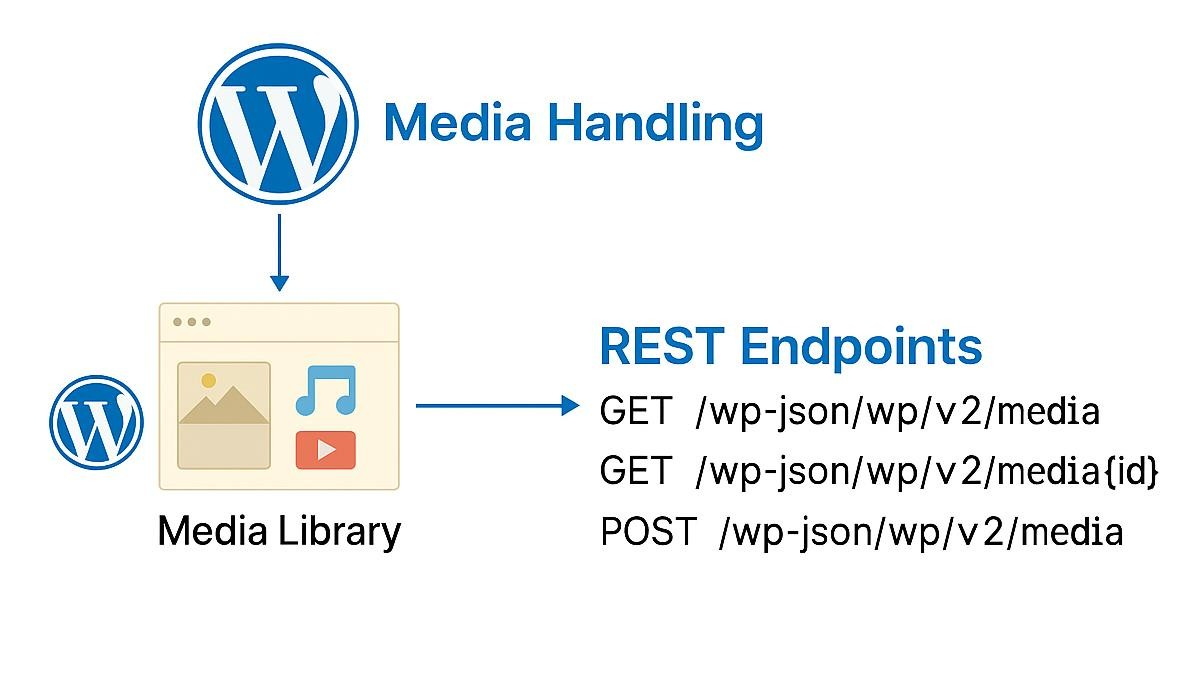 Media Handling
Media Library
REST Endpoints
GET /wp-json/wp/v2/media
GET /wp-json/wp/v2/media{id}
POST /wp-json/wp/v2/media